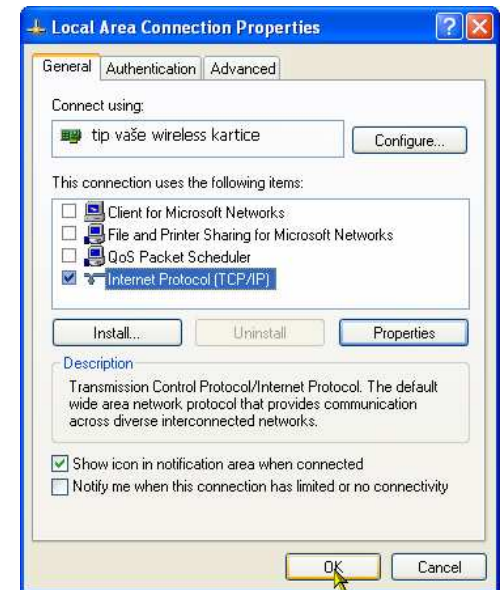 Local Area Connection Properties
General Authentication Advanced
Connect using:
tip vaše wireless kartice Configure...
This connection uses the following items:
Client for Microsoft Networks
File and Printer Sharing for Microsoft Networks
QoS Packet Scheduler
Internet Protocol (TCP/IP)
Install... Uninstall Properties
Description
Transmission Control Protocol/Internet Protocol. The default
wide area network protocol that provides communication
across diverse interconnected networks.
Show icon in notification area when connected
Notify me when this connection has limited or no connectivity
OK Cancel